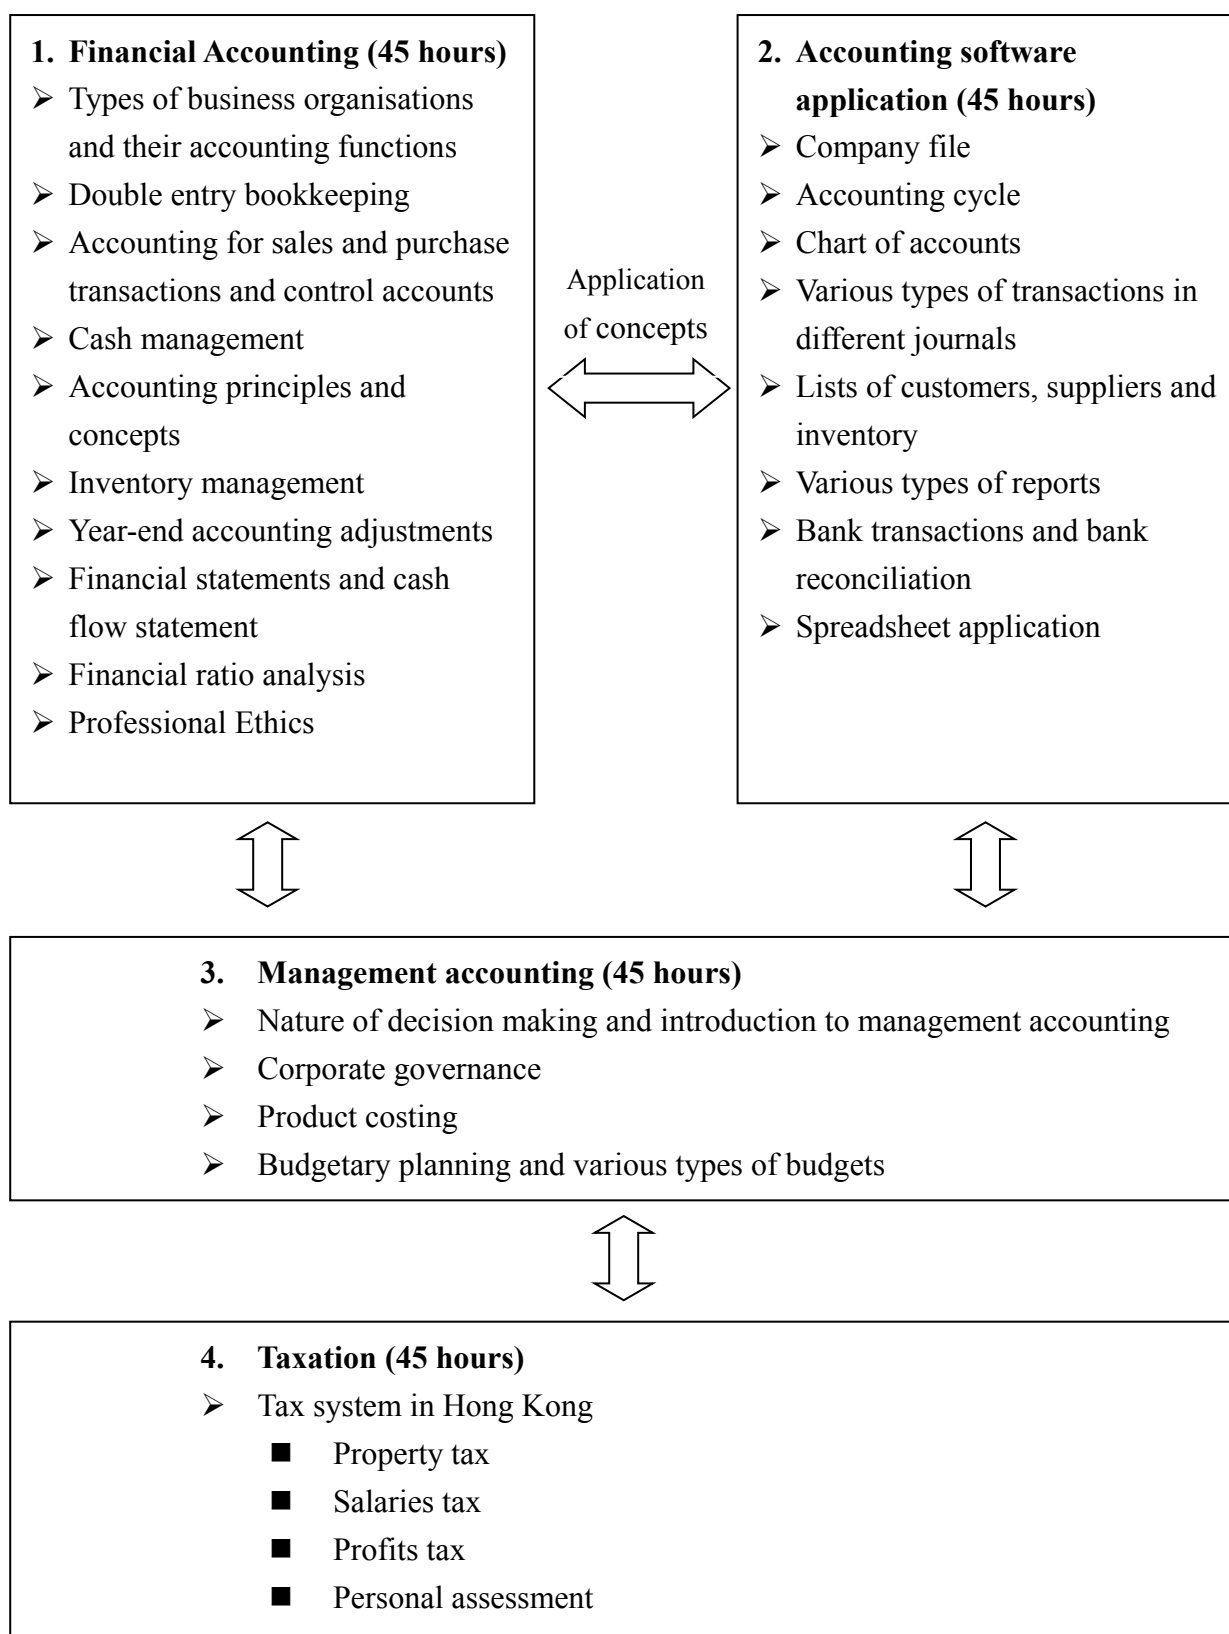 1. Financial Accounting (45 hours)
➢ Types of business organisations
and their accounting functions
➢ Double entry bookkeeping
➢ Accounting for sales and purchase
transactions and control accounts
➢ Cash management
➢ Accounting principles and
concepts
➢ Inventory management
➢ Year-end accounting adjustments
➢ Financial statements and cash
flow statement
➢ Financial ratio analysis
➢ Professional Ethics
Application
of concepts
2. Accounting software
application (45 hours)
➢ Company file
➢ Accounting cycle
➢ Chart of accounts
➢ Various types of transactions in
different journals
➢ Lists of customers, suppliers and
inventory
➢ Various types of reports
➢ Bank transactions and bank
reconciliation
➢ Spreadsheet application
3. Management accounting (45 hours)
➢ Nature of decision making and introduction to management accounting
➢ Corporate governance
➢ Product costing
➢ Budgetary planning and various types of budgets
4. Taxation (45 hours)
➢ Tax system in Hong Kong
■ Property tax
■ Salaries tax
■ Profits tax
■ Personal assessment